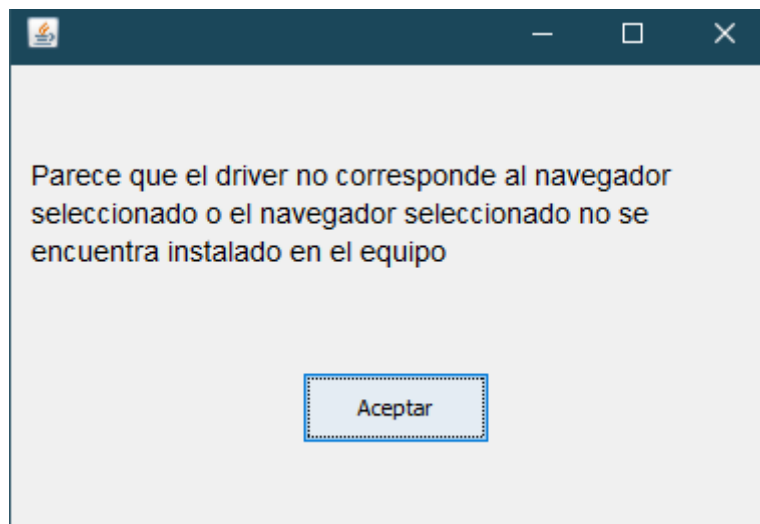 Parece que el driver no corresponde al navegador
seleccionado o el navegador seleccionado no se
encuentra instalado en el equipo
Aceptar